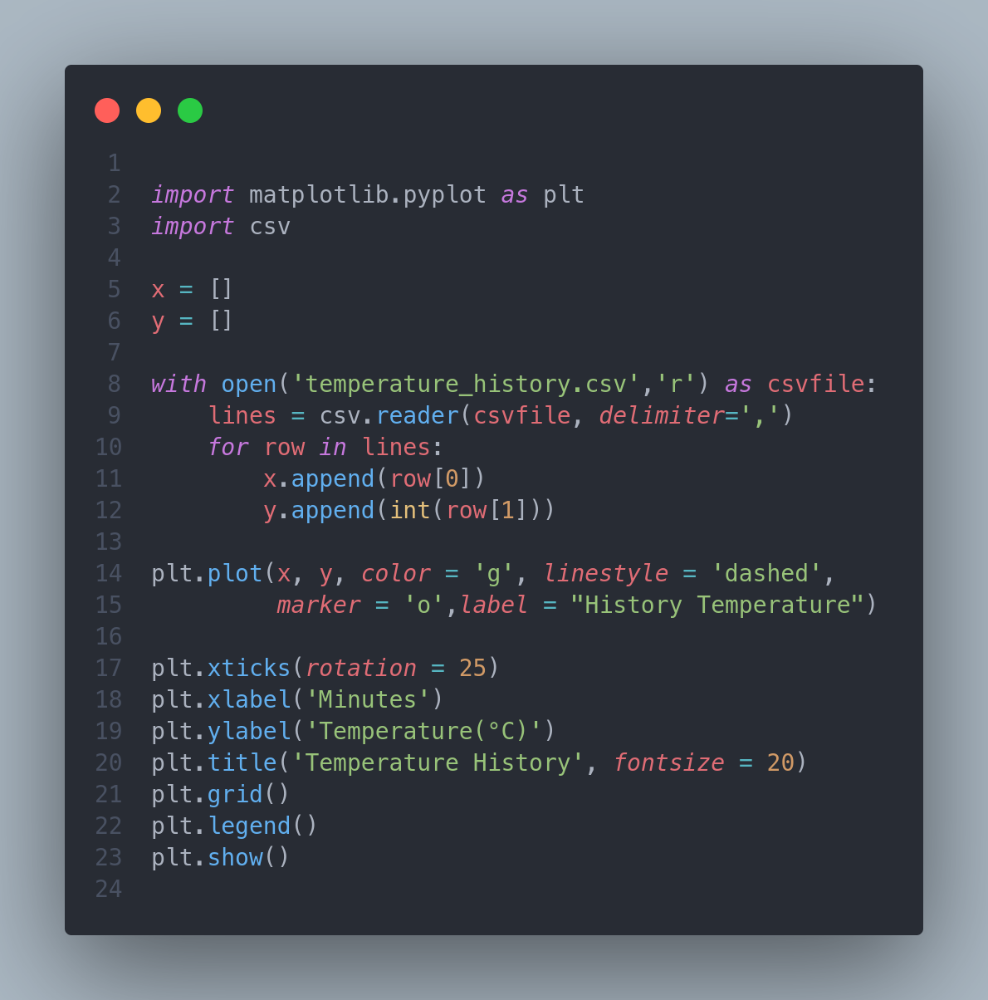 1
2 import matplotlib.pyplot as plt
3 import csv
4
5 x = []
6 y = []
7
8 with open('temperature_history.csv','r') as csvfile:
9     lines = csv.reader(csvfile, delimiter=',')
10     for row in lines:
11         x.append(row[0])
12         y.append(int(row[1]))
13
14 plt.plot(x, y, color = 'g', linestyle = 'dashed',
15          marker = 'o',label = "History Temperature")
16
17 plt.xticks(rotation = 25)
18 plt.xlabel('Minutes')
19 plt.ylabel('Temperature(°C)')
20 plt.title('Temperature History', fontsize = 20)
21 plt.grid()
22 plt.legend()
23 plt.show()
24